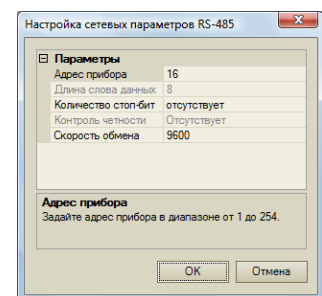 Настройка сетевых параметров RS-485
Параметры
Адрес прибора 16
Длина слова данных 8
Количество стоп-бит отсутствует
Контроль четности Отсутствует
Скорость обмена 9600
Адрес прибора
Задайте адрес прибора в диапазоне от 1 до 254.
OK Отмена